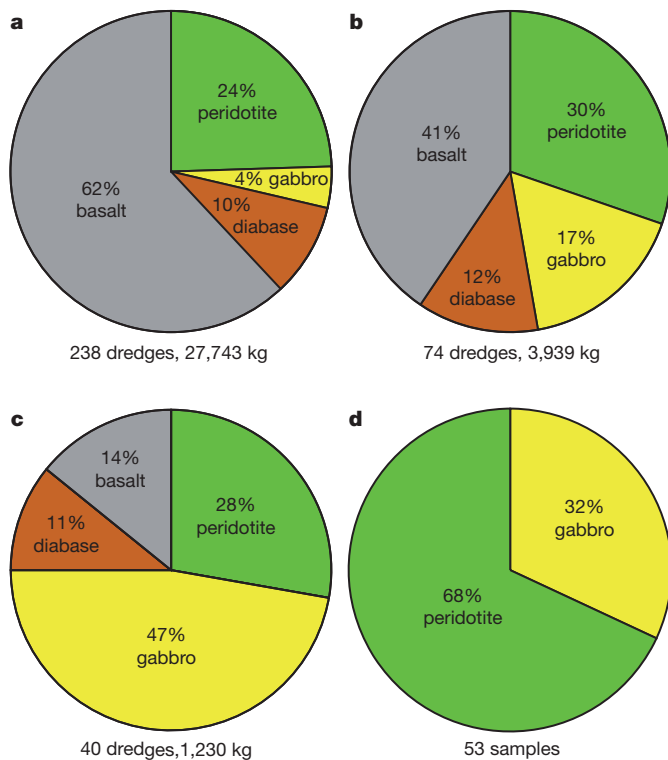 a
24%
peridotite
4% gabbro
10%
diabase
62%
basalt
238 dredges, 27,743 kg
b
30%
peridotite
17%
gabbro
12%
diabase
41%
basalt
74 dredges, 3,939 kg
c
28%
peridotite
47%
gabbro
11%
diabase
14%
basalt
40 dredges,1,230 kg
d
32%
gabbro
68%
peridotite
53 samples